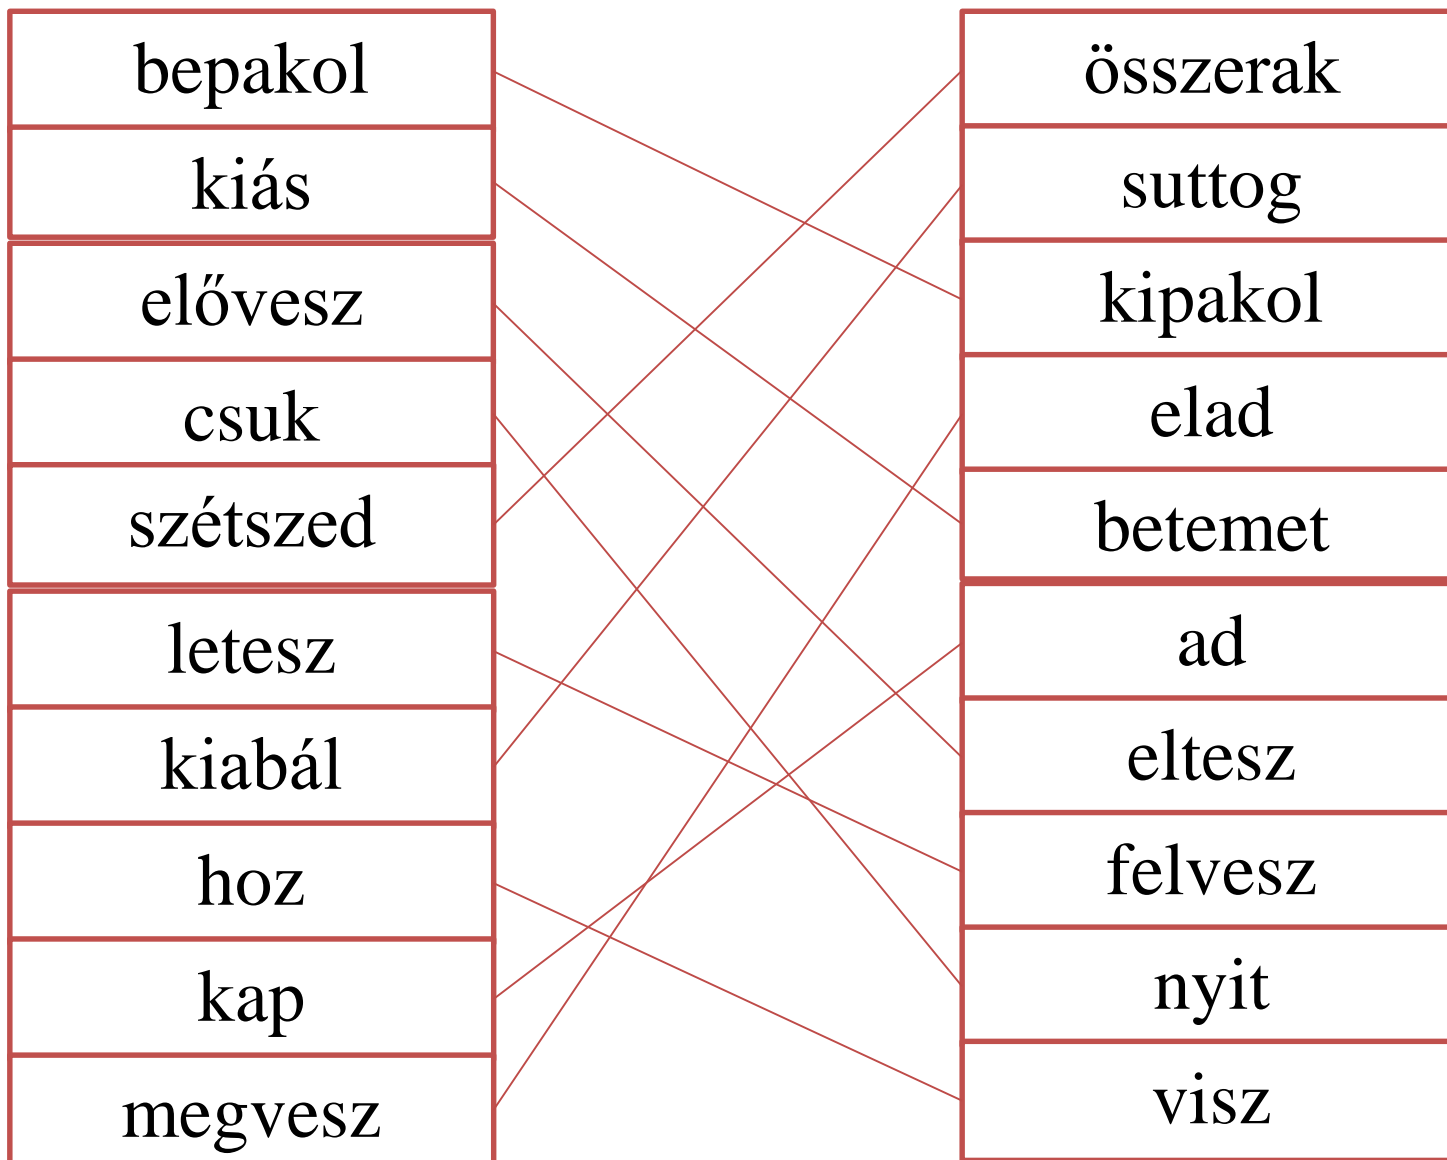 bepakol
kiás
elővesz
csuk
szétszed
letesz
kiabál
hoz
kap
megvesz
összerak
suttog
kipakol
elad
betemet
ad
eltesz
felvesz
nyit
visz